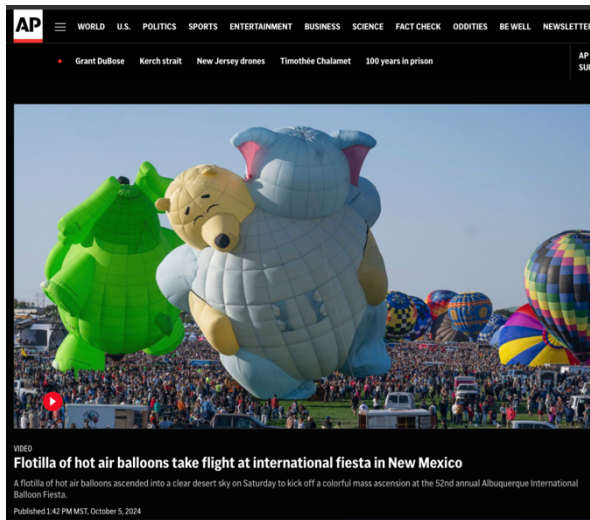 AP
WORLD U.S. POLITICS SPORTS ENTERTAINMENT BUSINESS SCIENCE FACT CHECK ODDITIES BE WELL NEWSLETTE
Grant DuBose Kerch strait New Jersey drones Timothée Chalamet 100 years in prison
AP
SU
VIDEO
Flotilla of hot air balloons take flight at international fiesta in New Mexico
A flotilla of hot air balloons ascended into a clear desert sky on Saturday to kick off a colorful mass ascension at the 52nd annual Albuquerque International
Balloon Fiesta.
Published 1:42 PM MST, October 5, 2024